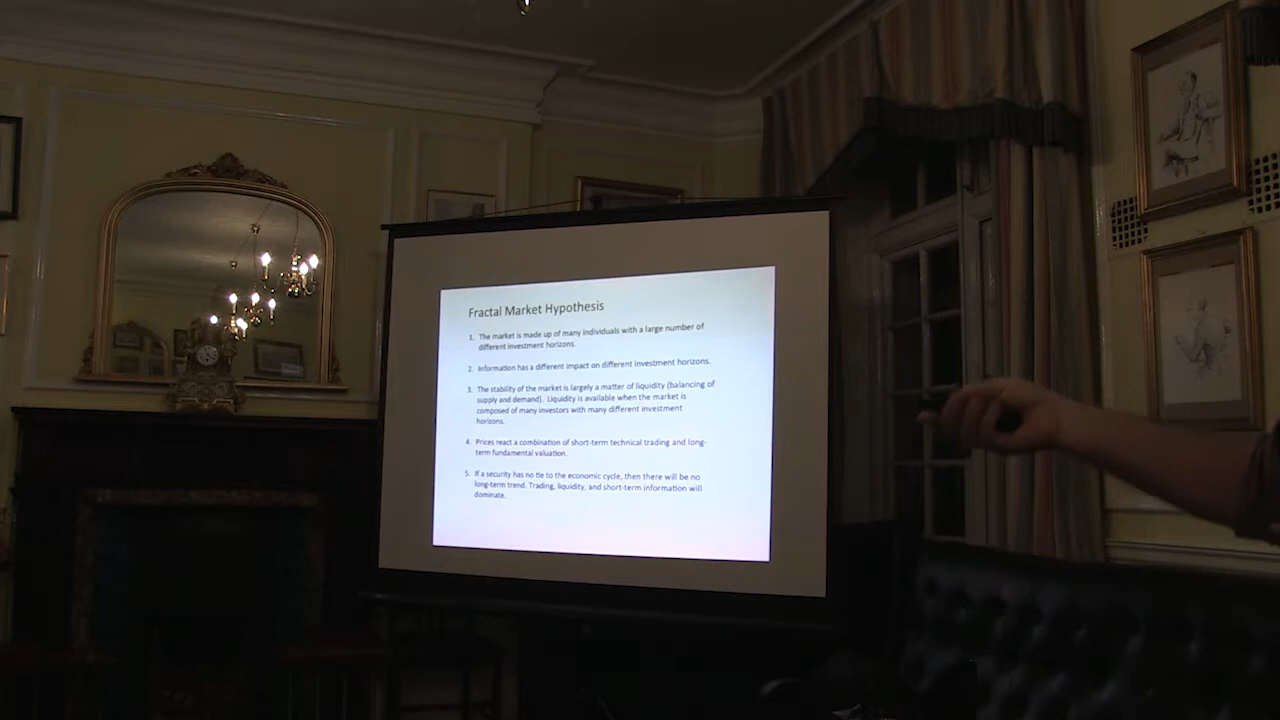 Fractal Market Hypothesis
1. The market is made up of many individuals with a large number of
different investment horizons.
2. Information has a different impact on different investment horizons.
3. The stability of the market is largely a matter of liquidity (balancing of
supply and demand). Liquidity is available when the market is
composed of many investors with many different investment
horizons.
4. Prices react a combination of short-term technical trading and long-
term fundamental valuation.
5. If a security has no tie to the economic cycle, then there will be no
long-term trend. Trading, liquidity, and short-term information will
dominate.